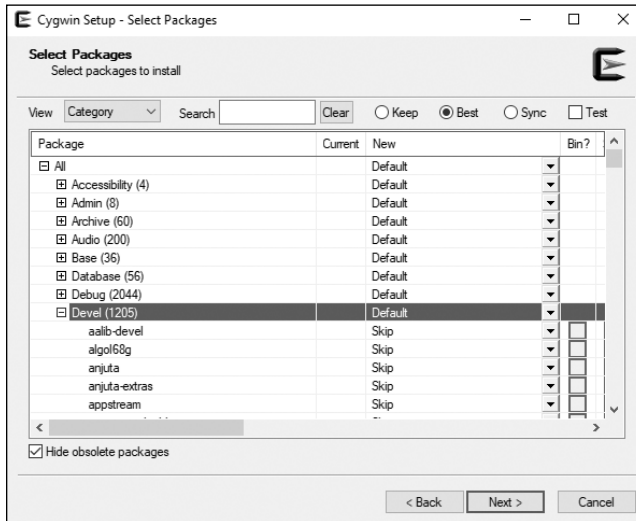 Cygwin Setup - Select Packages
Select Packages
Select packages to install
View Category Search Clear Keep Best Sync Test
Package Current New Bin?
All Default
Accessibility (4) Default
Admin (8) Default
Archive (60) Default
Audio (200) Default
Base (36) Default
Database (56) Default
Debug (2044) Default
Devel (1205) Default
aalib-devel Skip
algol68g Skip
anjuta Skip
anjuta-extras Skip
appstream Skip
Hide obsolete packages
< Back Next > Cancel